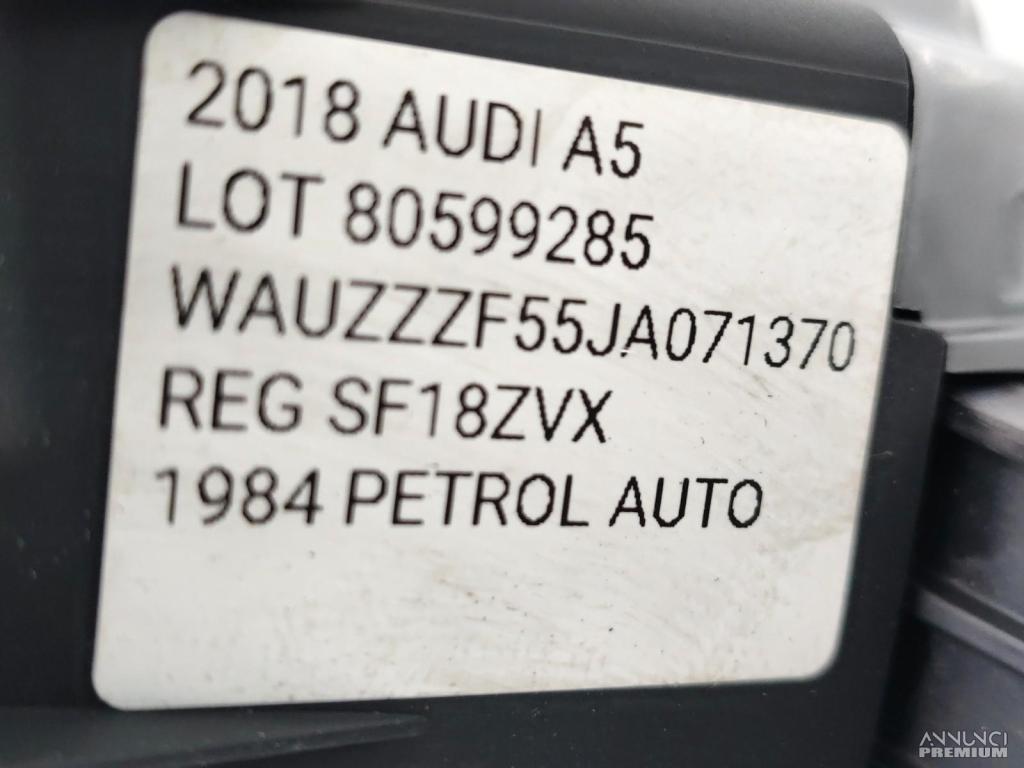 2018 AUDI A5
LOT 80599285
WAUZZZF55JA071370
REG SF18ZVX
1984 PETROL AUTO
ANNUNCI
PREMIUM